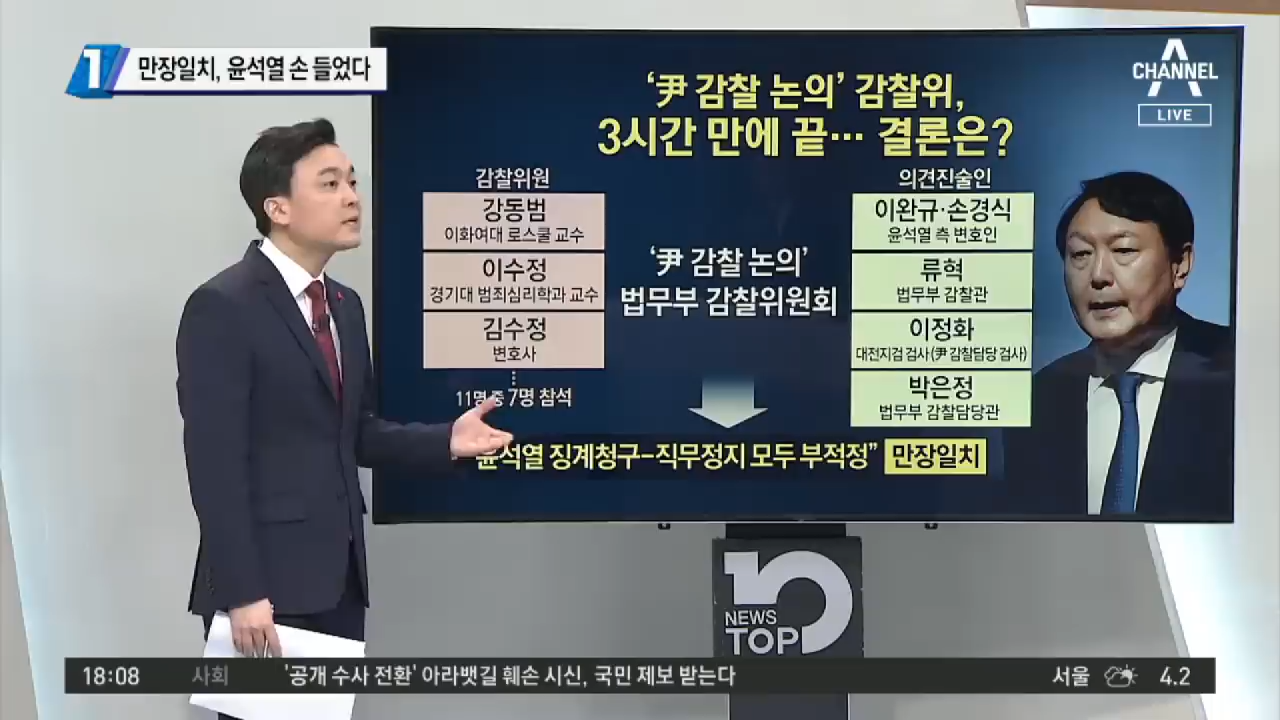 1 만장일치, 윤석열 손 들었다
CHANNEL A
LIVE
‘尹 감찰 논의’ 감찰위,
3시간 만에 끝… 결론은?
감찰위원
강동범
이화여대 로스쿨 교수
이수정
경기대 범죄심리학과 교수
김수정
변호사
11명 중 7명 참석
‘尹 감찰 논의’
법무부 감찰위원회
의견진술인
이완규·손경식
윤석열 측 변호인
류혁
법무부 감찰관
이정화
대전지검 검사(尹 감찰담당 검사)
박은정
법무부 감찰담당관
윤석열 징계청구-직무정지 모두 부적정” 만장일치
NEWS
TOP 10
18:08 사회 '공개 수사 전환' 아라뱃길 훼손 시신, 국민 제보 받는다 서울 4.2